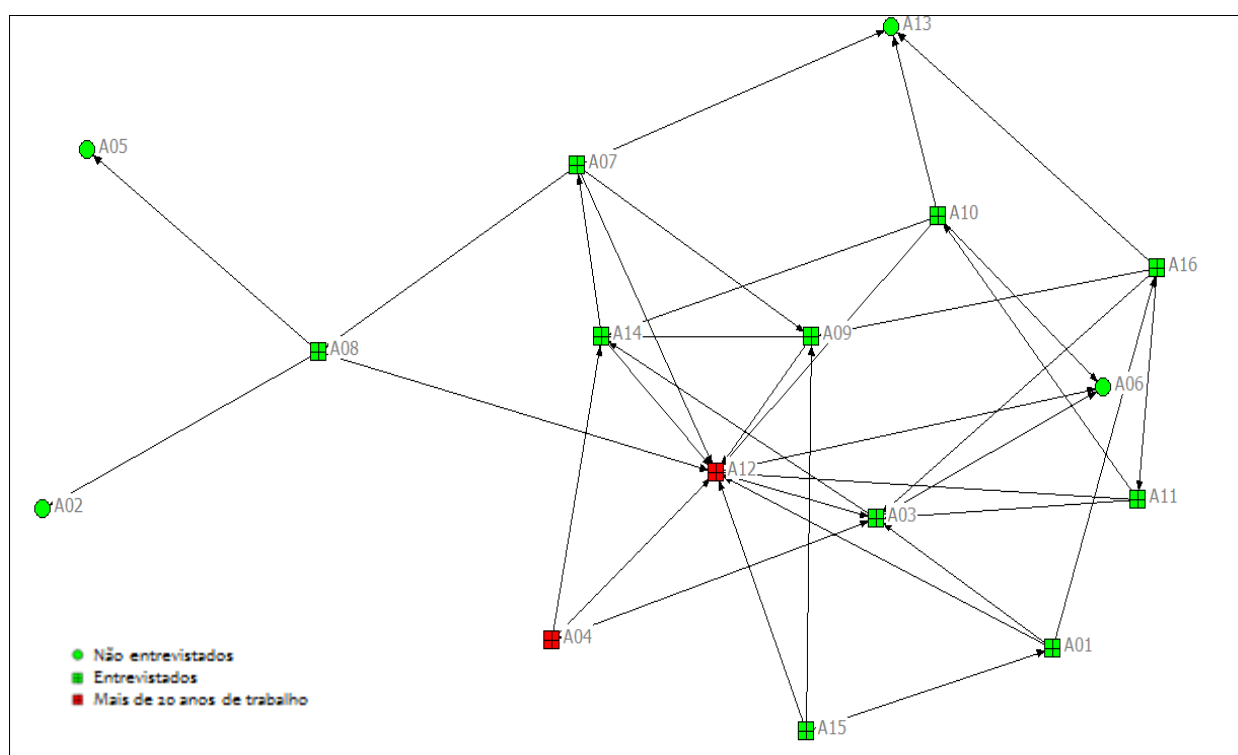 A13
A05
A07
A10
A16
A14
A09
A08
A06
A12
A11
A02
A03
A04
A01
A15
Não entrevistados
Entrevistados
Mais de 20 anos de trabalho